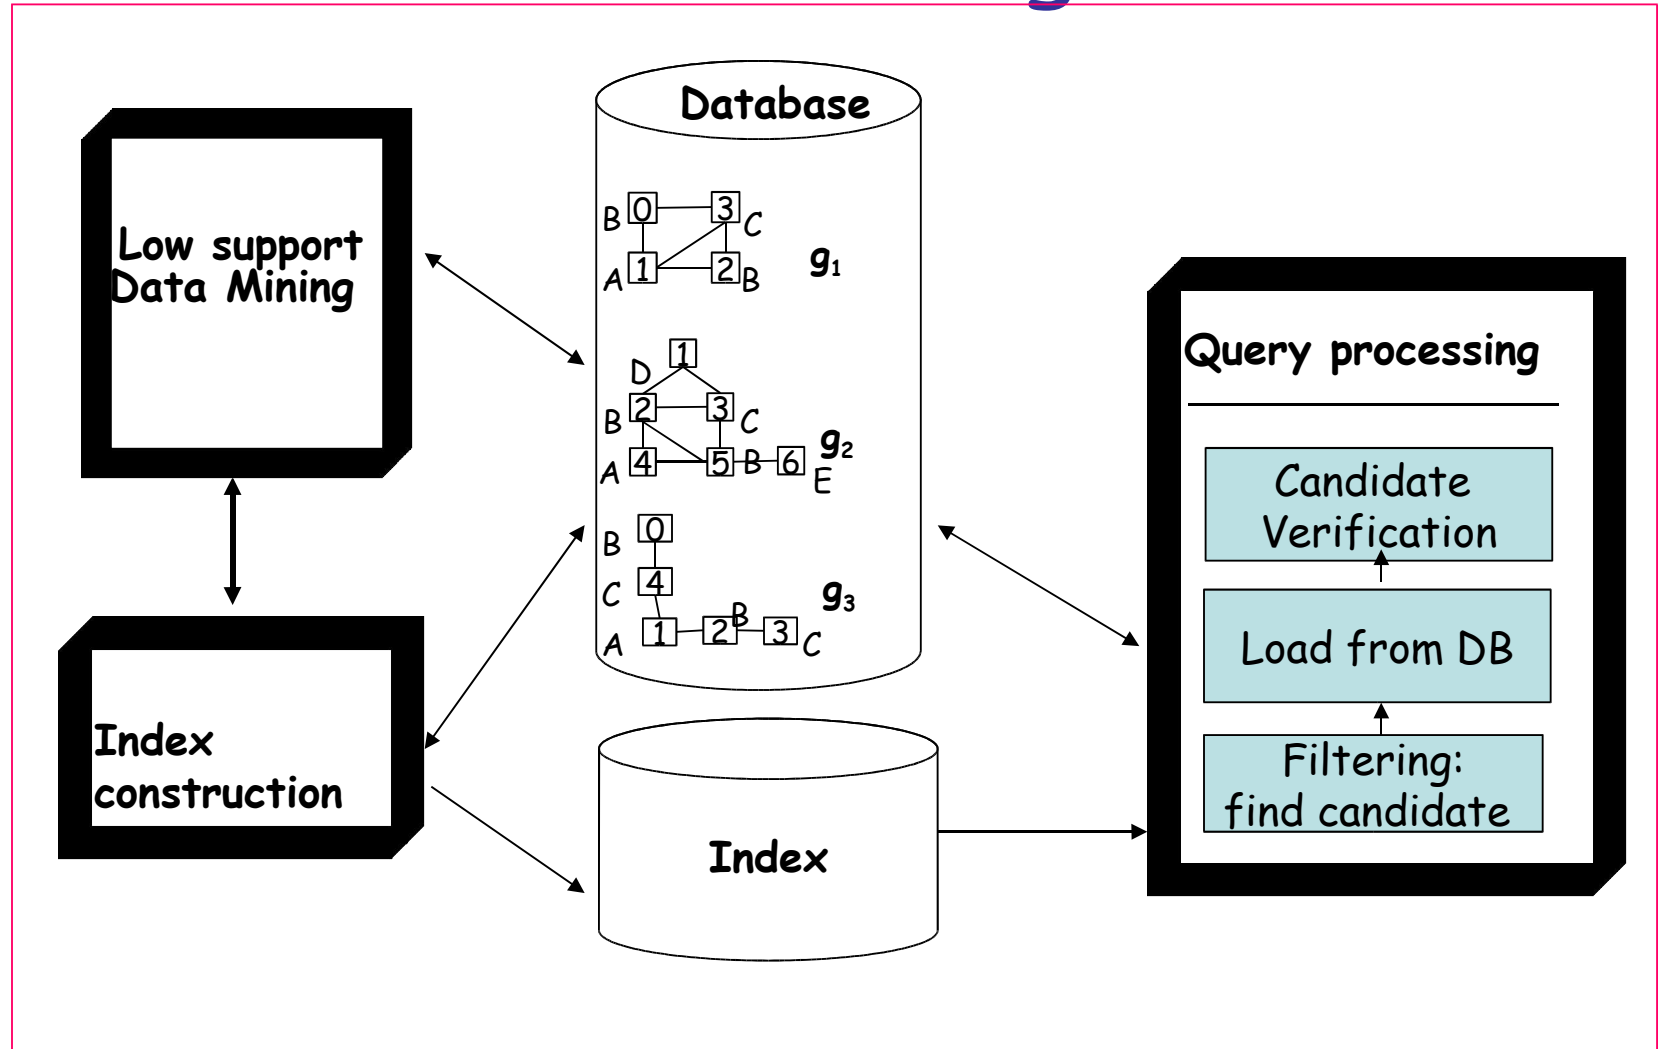 Database
B 0 3 C
A 1 2 B
g1
1
D
B 2 3 C
g2
A 4 5 B 6 E
B 0
C 4
g3
A 1 2 B 3 C
Low support
Data Mining
Index
construction
Index
Query processing
Candidate
Verification
Load from DB
Filtering:
find candidate